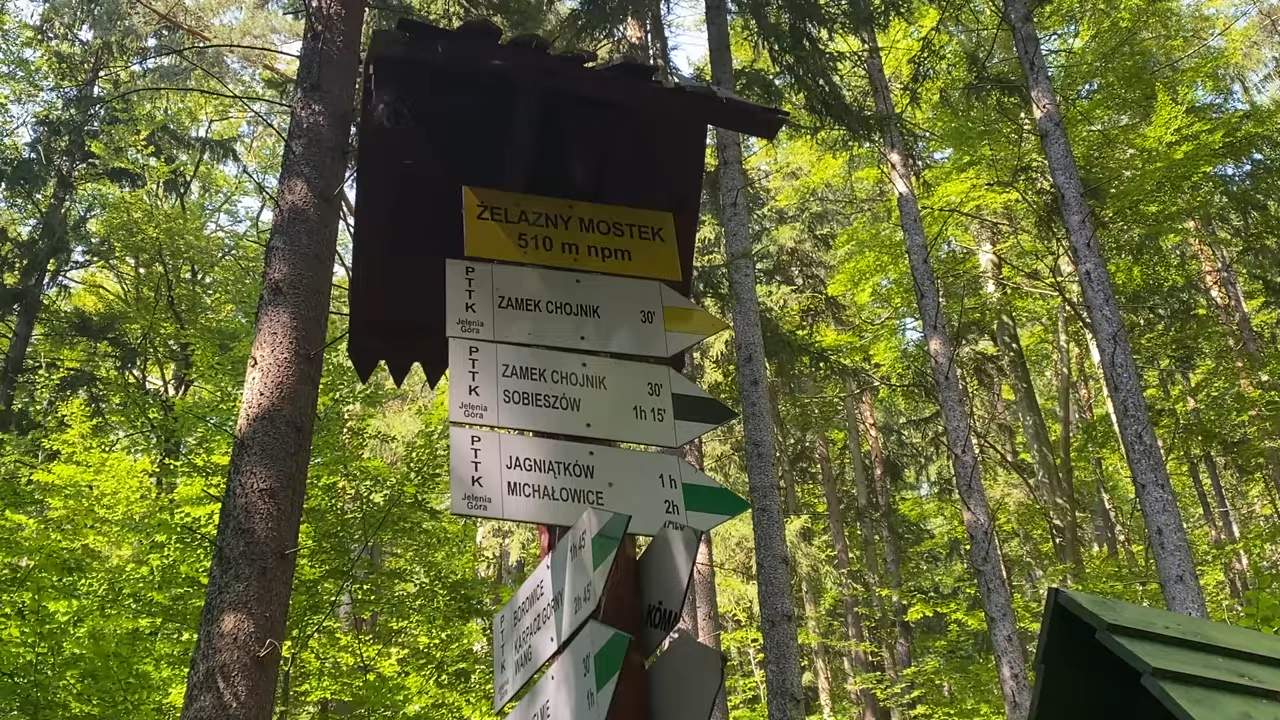 ŻELAZNY MOSTEK
510 m npm
PTTK
Jelenia
Góra
ZAMEK CHOJNIK 30'
PTTK
Jelenia
Góra
ZAMEK CHOJNIK 30'
SOBIESZÓW 1h 15'
PTTK
Jelenia
Góra
JAGNIĄTKÓW 1 h
MICHAŁOWICE 2h
PTTK
BOROWICE 1h 45'
KARPACZ GÓRNY 2h 45'
WANG
30'
1h